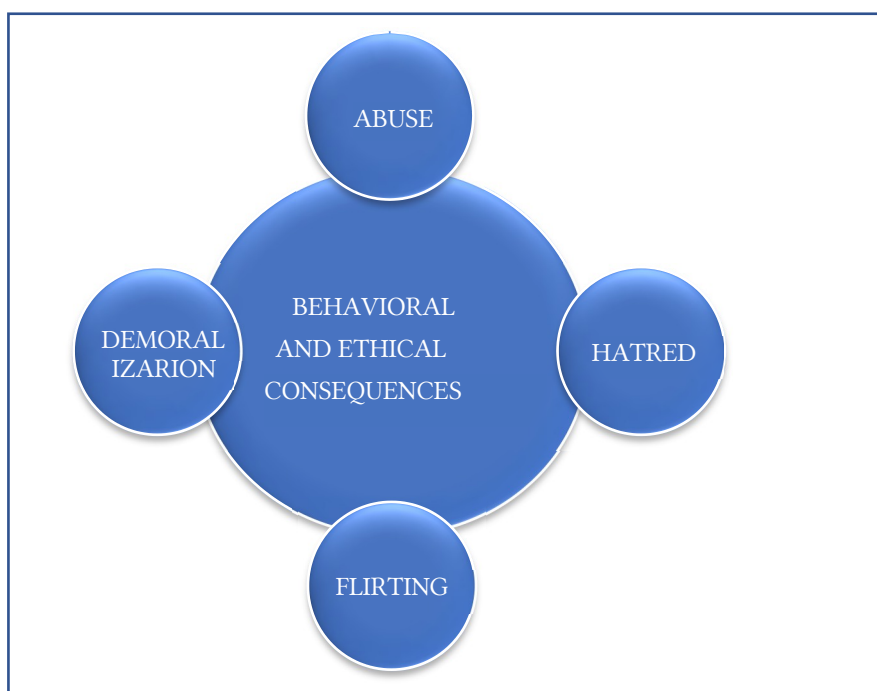 ABUSE
BEHAVIORAL
AND ETHICAL
CONSEQUENCES
DEMORAL
IZARION
HATRED
FLIRTING